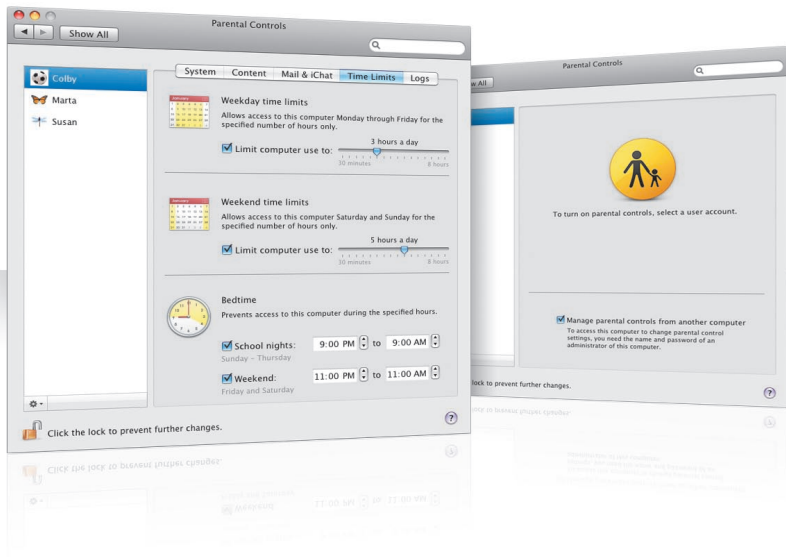 Parental Controls
Show All
Colby
Marta
Susan
System Content Mail & iChat Time Limits Logs
Weekday time limits
Allows access to this computer Monday through Friday for the
specified number of hours only.
3 hours a day
Limit computer use to:
30 minutes 8 hours
Weekend time limits
Allows access to this computer Saturday and Sunday for the
specified number of hours only.
5 hours a day
Limit computer use to:
30 minutes 8 hours
Bedtime
Prevents access to this computer during the specified hours.
School nights: 9:00 PM to 9:00 AM
Sunday – Thursday
Weekend: 11:00 PM to 11:00 AM
Friday and Saturday
Click the lock to prevent further changes.
?
Parental Controls
w All
To turn on parental controls, select a user account.
Manage parental controls from another computer
To access this computer to change parental control
settings, you need the name and password of an
administrator of this computer.
lock to prevent further changes.
?